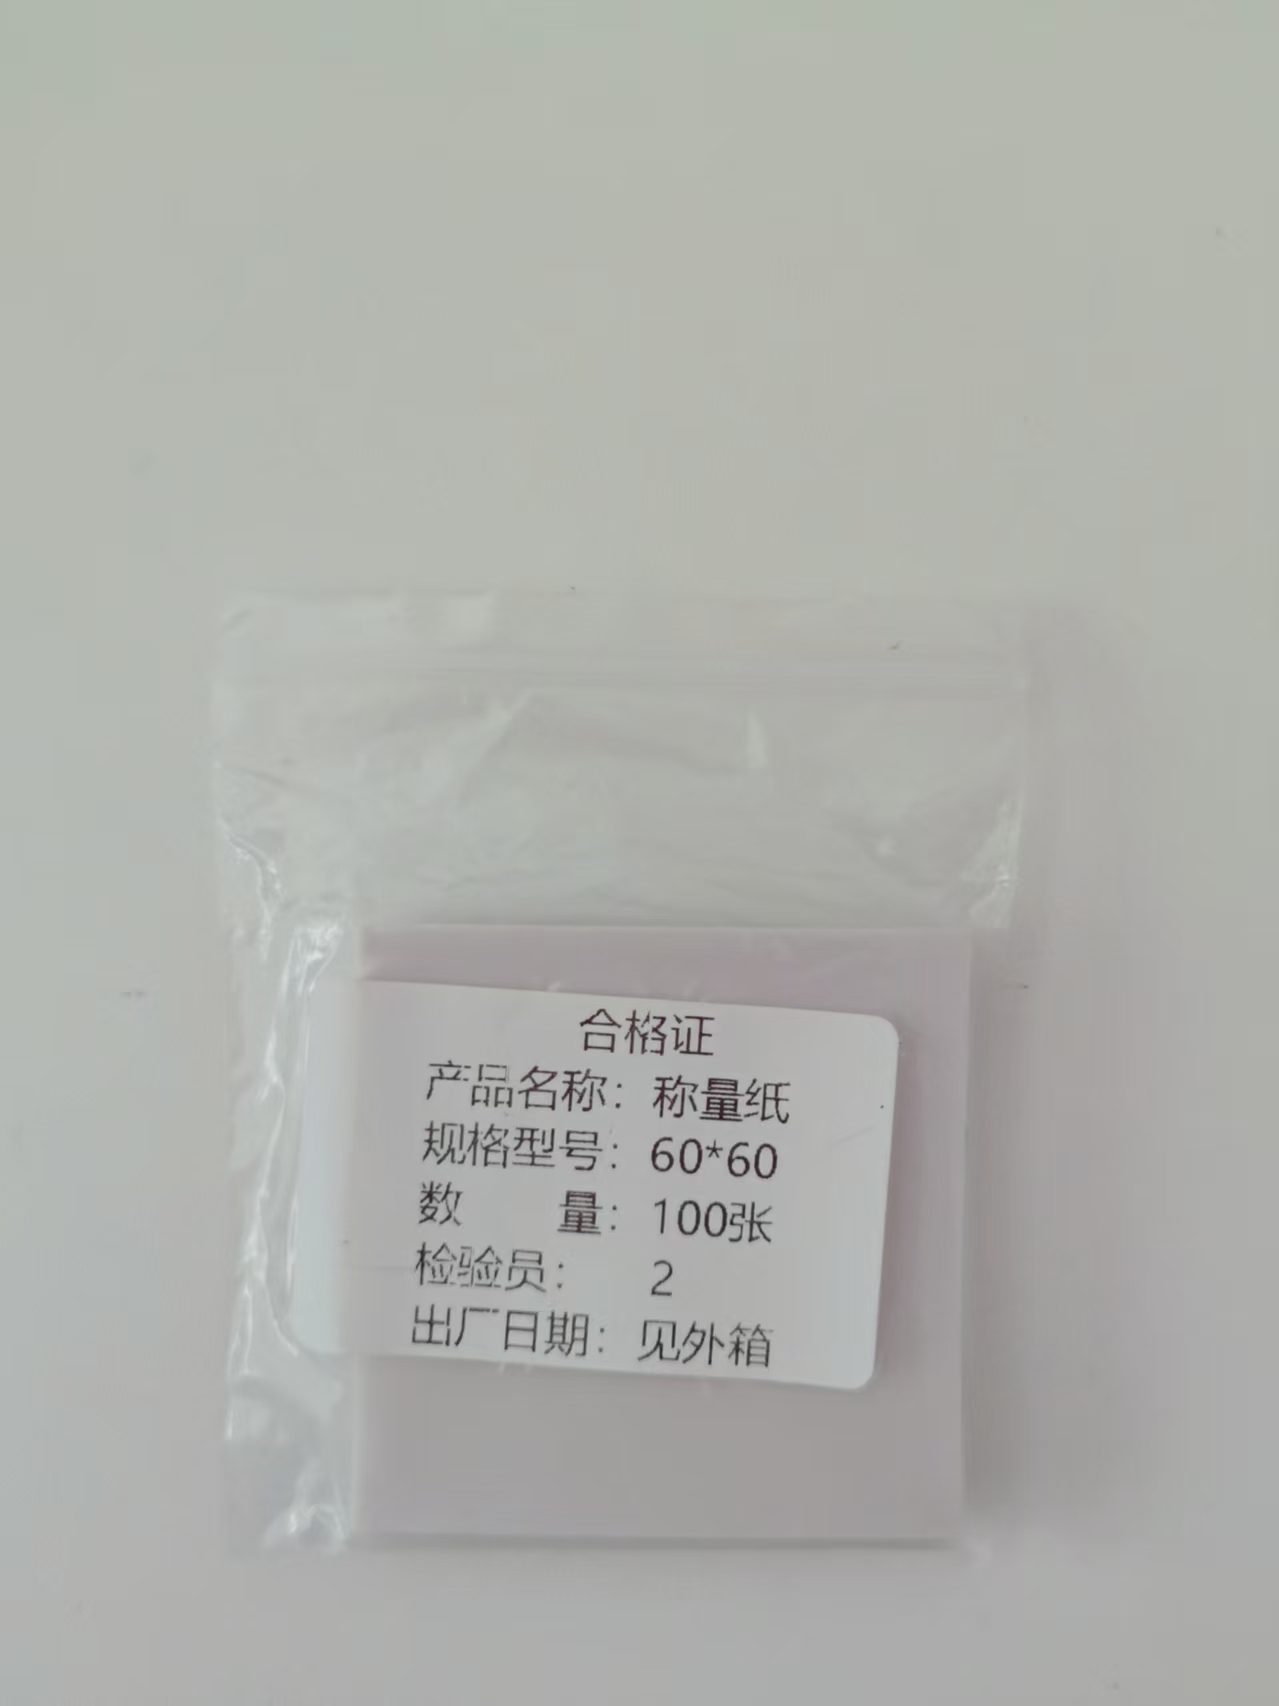 合格证
产品名称：称量纸
规格型号：60*60
数　　量：100张
检验员：　2
出厂日期：见外箱